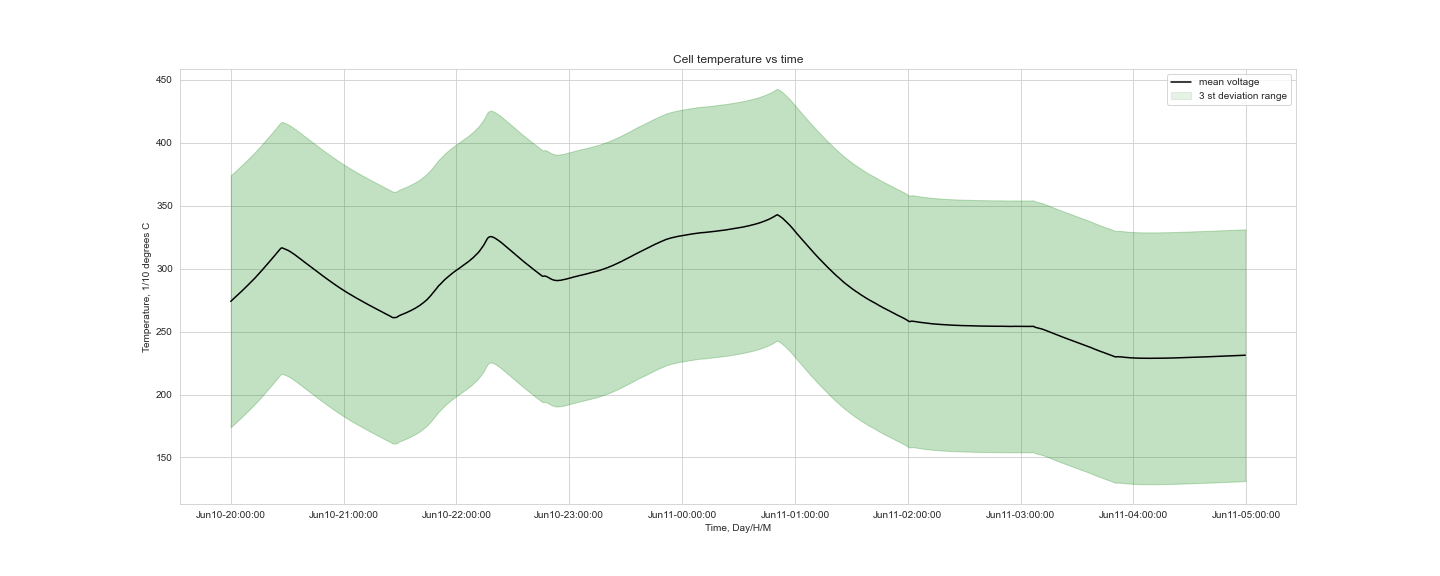 Cell temperature vs time
mean voltage
3 st deviation range
450
400
350
300
250
200
150
Temperature, 1/10 degrees C
Jun10-20:00:00 Jun10-21:00:00 Jun10-22:00:00 Jun10-23:00:00 Jun11-00:00:00 Jun11-01:00:00 Jun11-02:00:00 Jun11-03:00:00 Jun11-04:00:00 Jun11-05:00:00
Time, Day/H/M